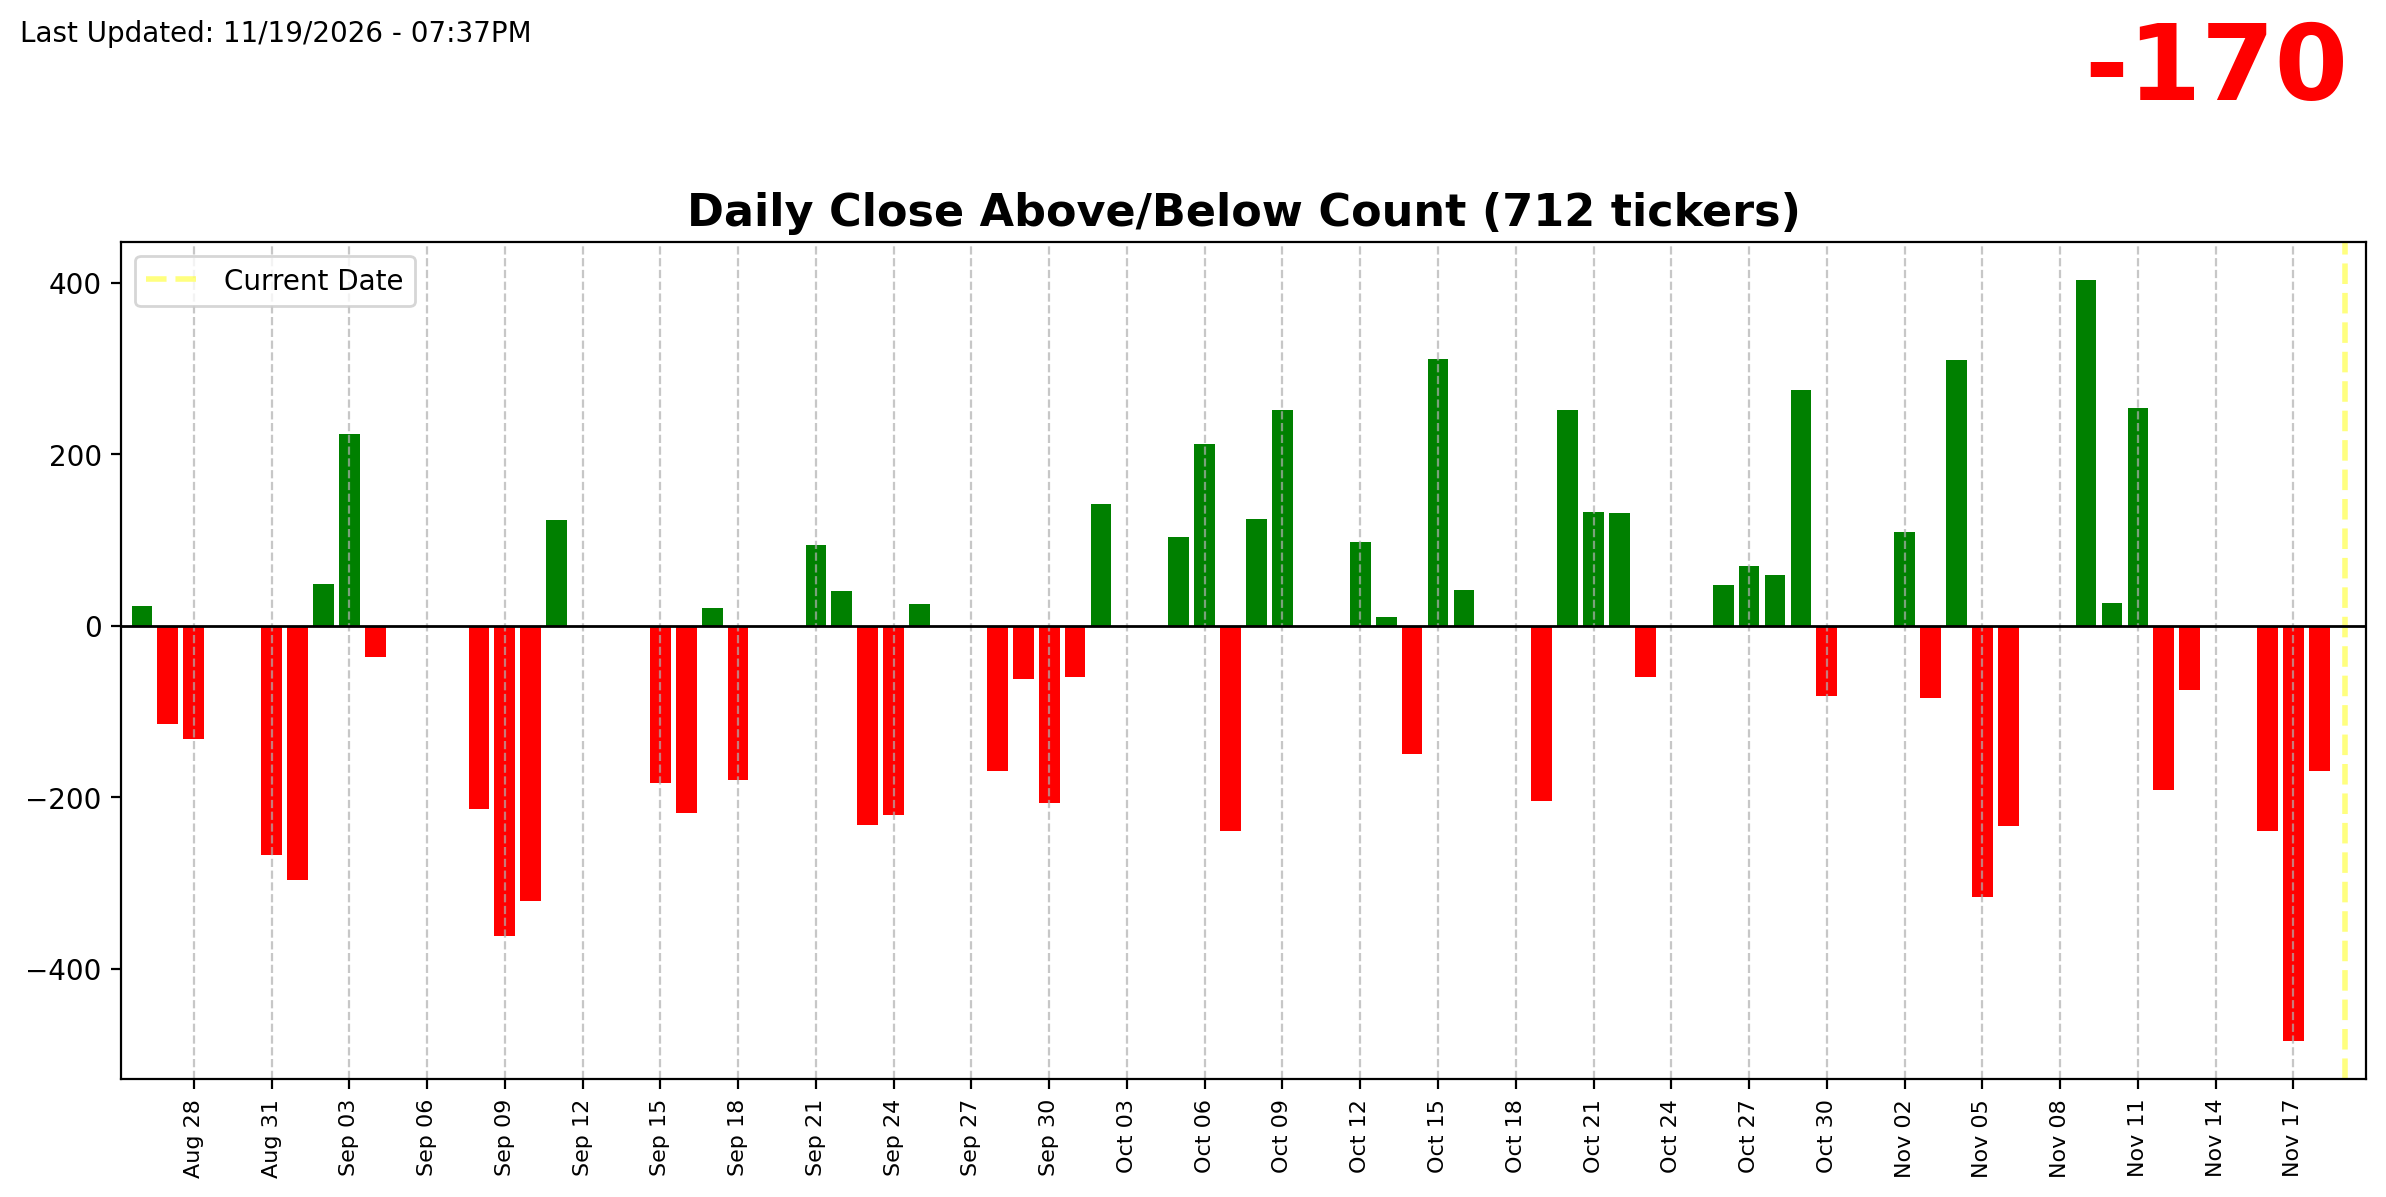 Last Updated: 11/19/2026 - 07:37PM
-170
Daily Close Above/Below Count (712 tickers)
Current Date
400
200
0
−200
−400
Aug 28
Aug 31
Sep 03
Sep 06
Sep 09
Sep 12
Sep 15
Sep 18
Sep 21
Sep 24
Sep 27
Sep 30
Oct 03
Oct 06
Oct 09
Oct 12
Oct 15
Oct 18
Oct 21
Oct 24
Oct 27
Oct 30
Nov 02
Nov 05
Nov 08
Nov 11
Nov 14
Nov 17